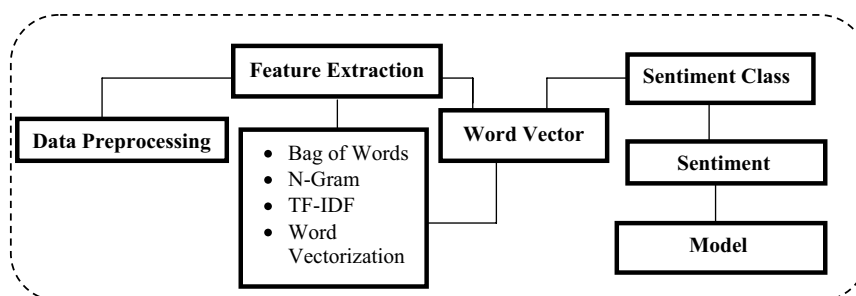 Feature Extraction
Sentiment Class
Data Preprocessing
Word Vector
• Bag of Words
• N-Gram
• TF-IDF
• Word
Vectorization
Sentiment
Model